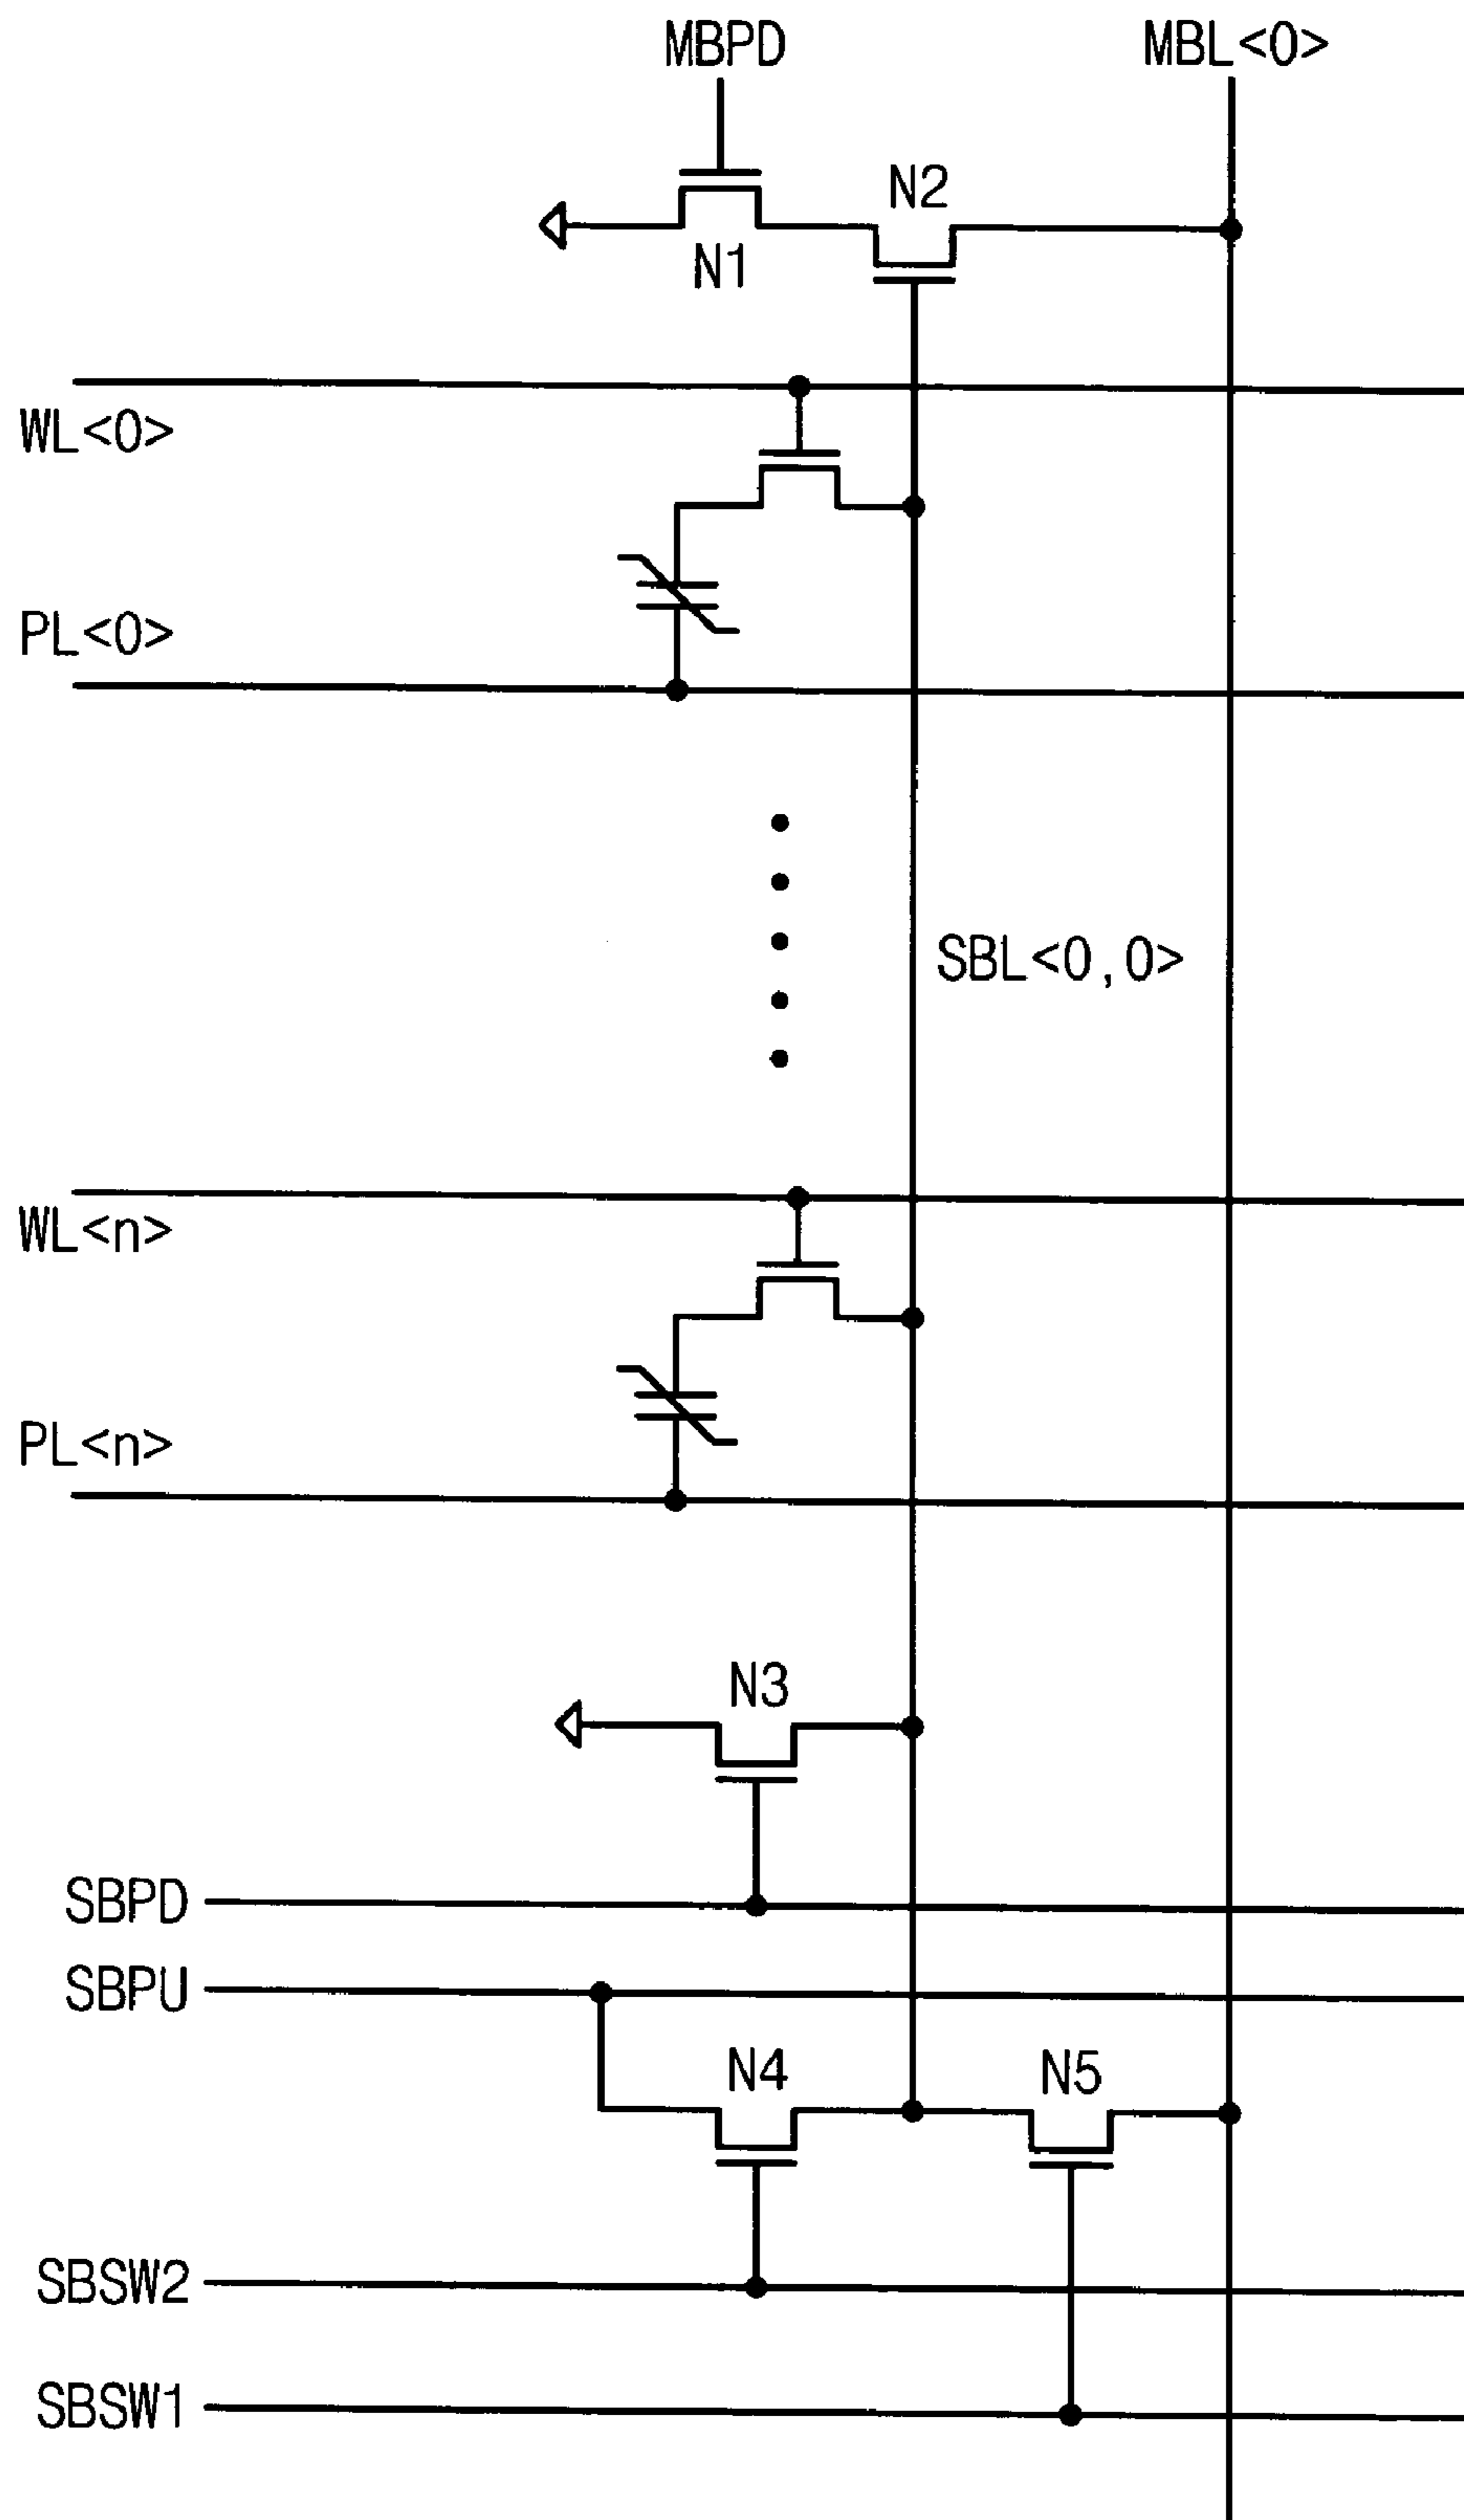 MBPD
MBL<0>
N2
N1
WL<0>
PL<0>
SBL<0,0>
WL<n>
PL<n>
N3
SBPD
SBPU
N4
N5
SBSW2
SBSW1